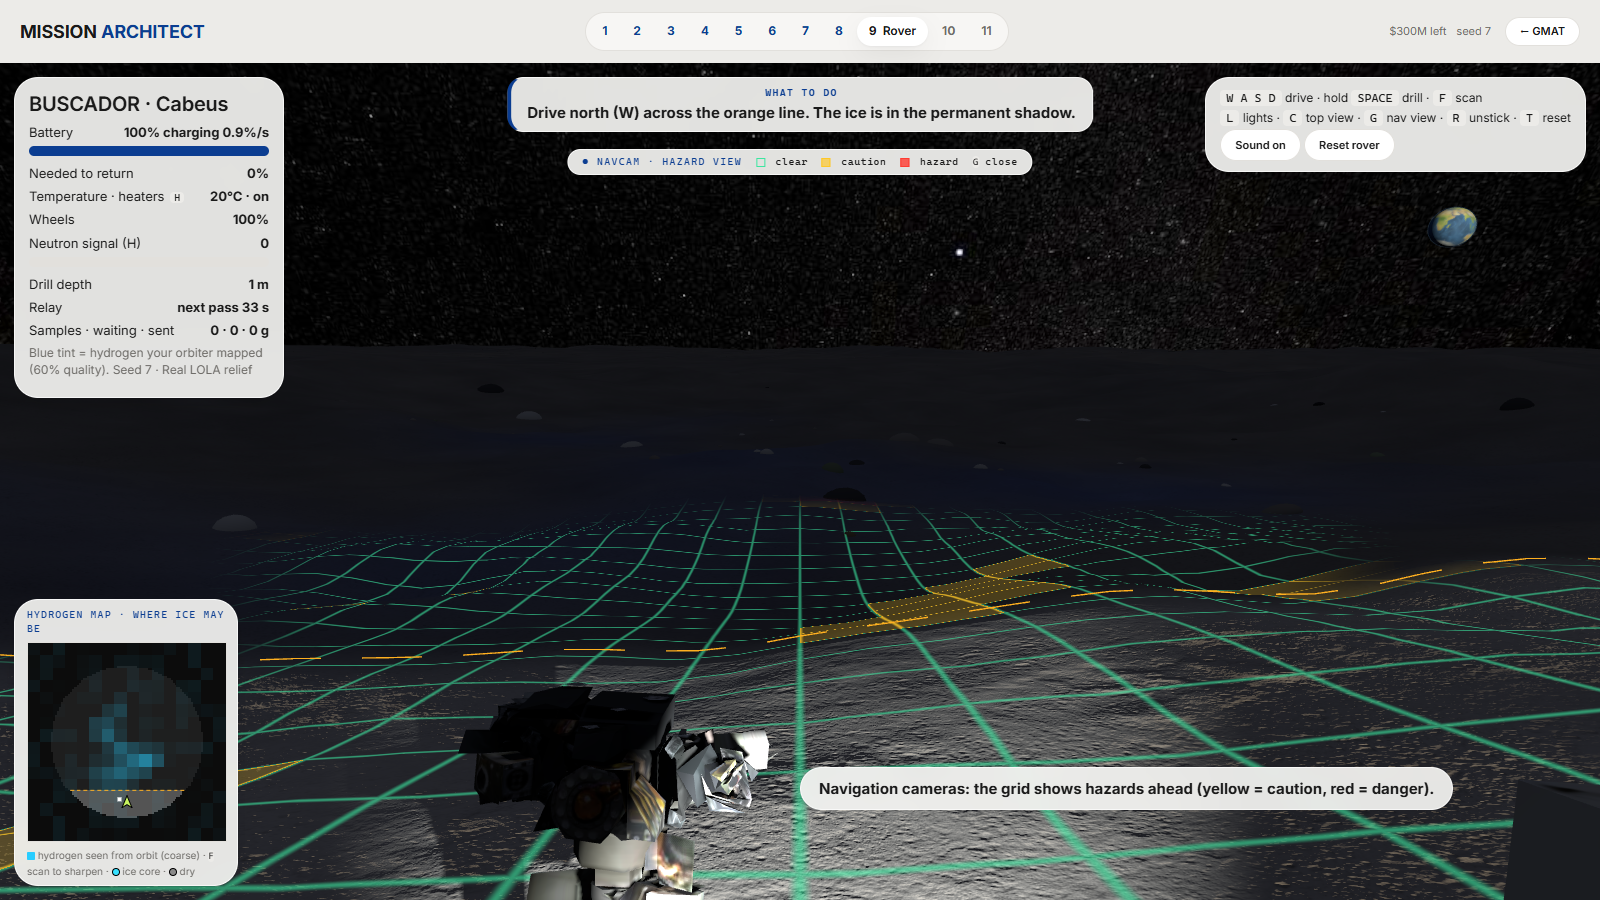 MISSION ARCHITECT
1 2 3 4 5 6 7 8 9 Rover 10 11
$300M left seed 7 ← GMAT
BUSCADOR · Cabeus
Battery 100% charging 0.9%/s
Needed to return 0%
Temperature · heaters H 20°C · on
Wheels 100%
Neutron signal (H) 0
Drill depth 1 m
Relay next pass 33 s
Samples · waiting · sent 0 · 0 · 0 g
Blue tint = hydrogen your orbiter mapped
(60% quality). Seed 7 · Real LOLA relief
WHAT TO DO
Drive north (W) across the orange line. The ice is in the permanent shadow.
NAVCAM · HAZARD VIEW clear caution hazard G close
W A S D drive · hold SPACE drill · F scan
L lights · C top view · G nav view · R unstick · T reset
Sound on Reset rover
HYDROGEN MAP · WHERE ICE MAY
BE
hydrogen seen from orbit (coarse) · F
scan to sharpen · ice core · dry
Navigation cameras: the grid shows hazards ahead (yellow = caution, red = danger).